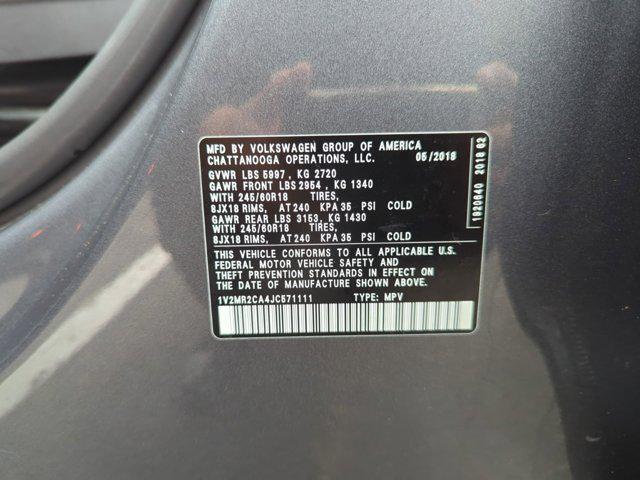 MFD BY VOLKSWAGEN GROUP OF AMERICA
CHATTANOOGA OPERATIONS, LLC. 05/2018
GVWR LBS 5997 , KG 2720
GAWR FRONT LBS 2954 , KG 1340
WITH 245/60R18 TIRES,
8JX18 RIMS, AT 240 KPA 35 PSI COLD
GAWR REAR LBS 3153, KG 1430
WITH 245/60R18 TIRES,
8JX18 RIMS, AT 240 KPA 35 PSI COLD
THIS VEHICLE CONFORMS TO ALL APPLICABLE U.S.
FEDERAL MOTOR VEHICLE SAFETY AND
THEFT PREVENTION STANDARDS IN EFFECT ON
DATE OF MANUFACTURE SHOWN ABOVE.
1V2MR2CA4JC571111 TYPE: MPV
1920640 2018 82